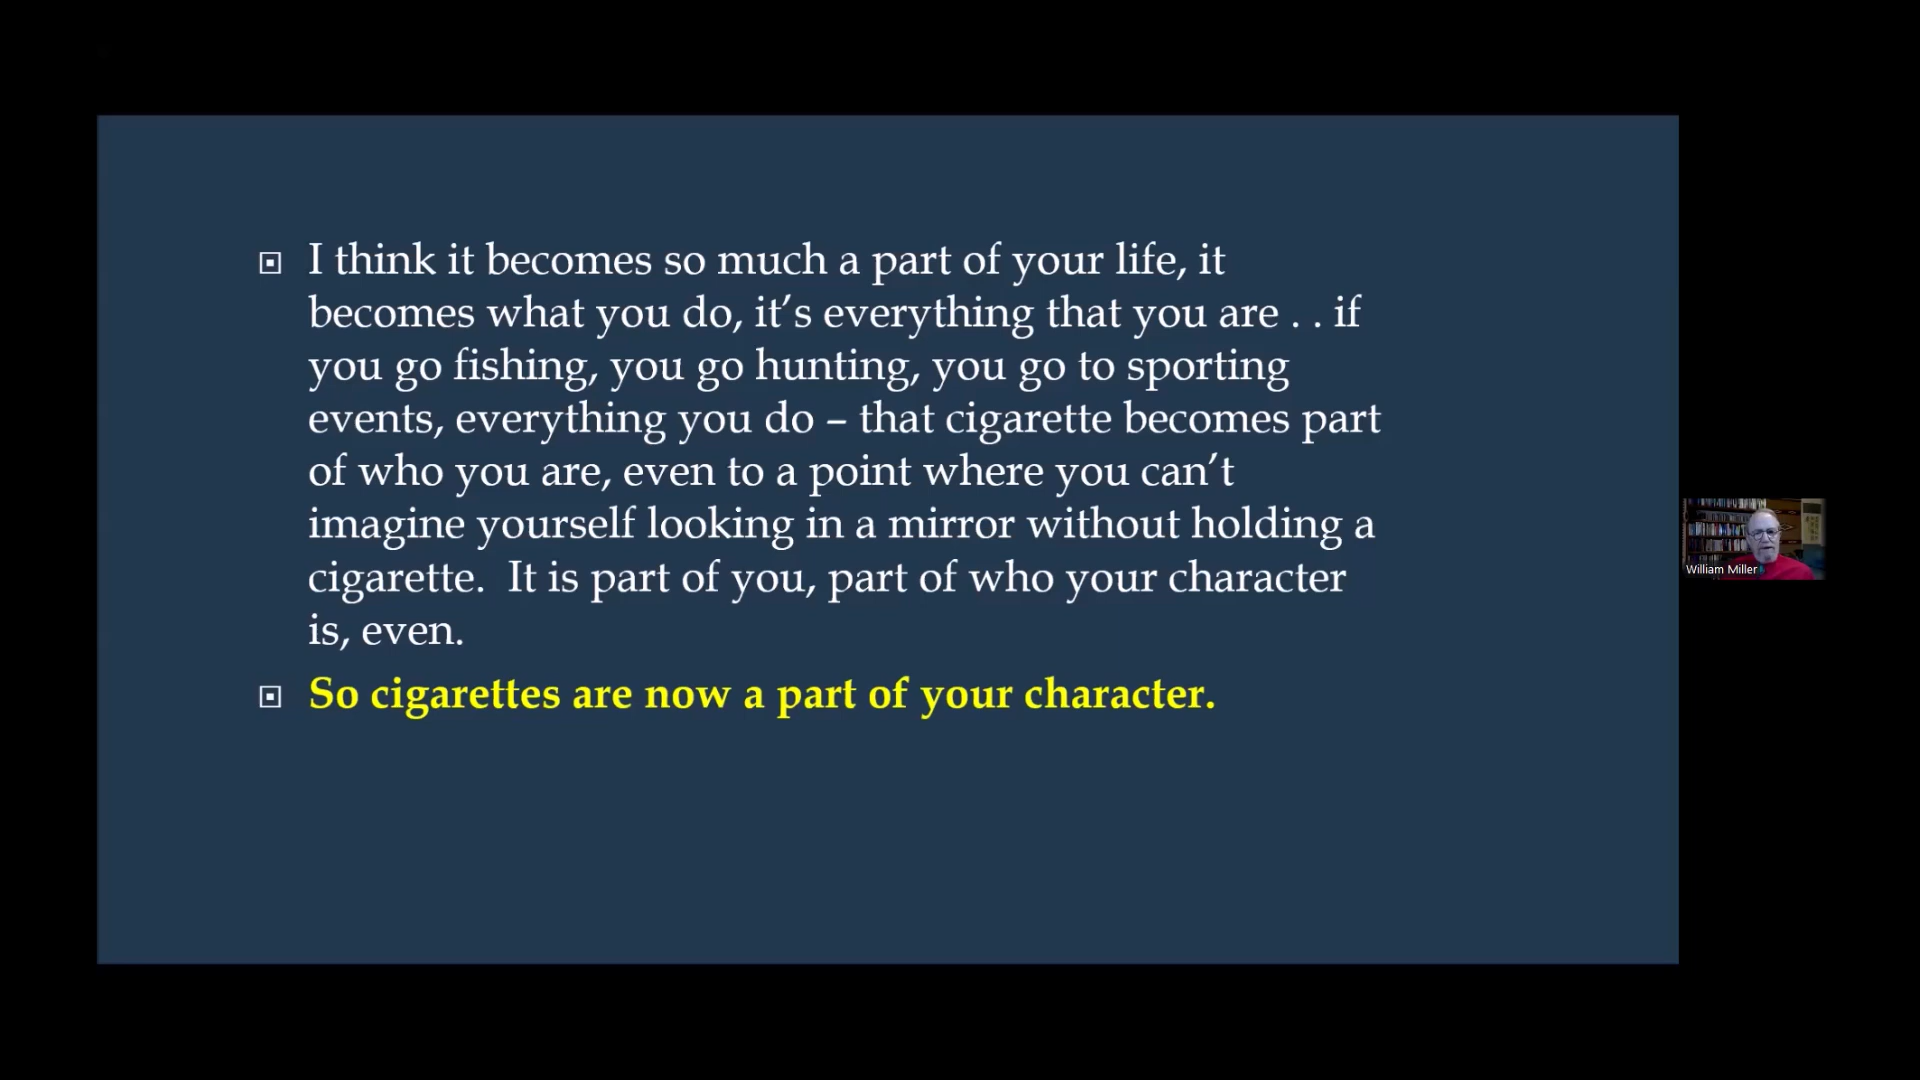 I think it becomes so much a part of your life, it
becomes what you do, it’s everything that you are . . if
you go fishing, you go hunting, you go to sporting
events, everything you do – that cigarette becomes part
of who you are, even to a point where you can’t
imagine yourself looking in a mirror without holding a
cigarette.  It is part of you, part of who your character
is, even.
So cigarettes are now a part of your character.
William Miller